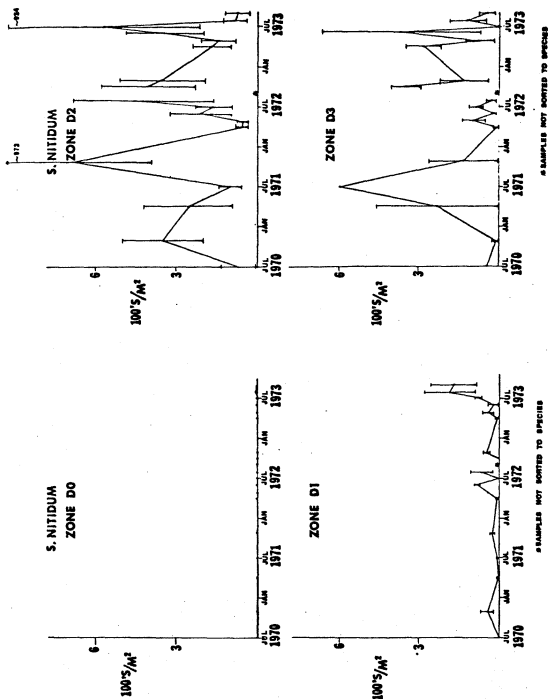 S. NITIDUM
ZONE D0
6
3
100'S/M²
JUL
1970
JAN
JUL
1971
JAN
JUL
1972
JAN
JUL
1973
ZONE D1
6
3
100'S/M²
JUL
1970
JAN
JUL
1971
JAN
JUL
1972
JAN
JUL
1973
# SAMPLES NOT SORTED TO SPECIES
S. NITIDUM
ZONE D2
6
3
100'S/M²
JUL
1970
JAN
JUL
1971
JAN
JUL
1972
JAN
JUL
1973
ZONE D3
6
3
100'S/M²
JUL
1970
JAN
JUL
1971
JAN
JUL
1972
JAN
JUL
1973
# SAMPLES NOT SORTED TO SPECIES